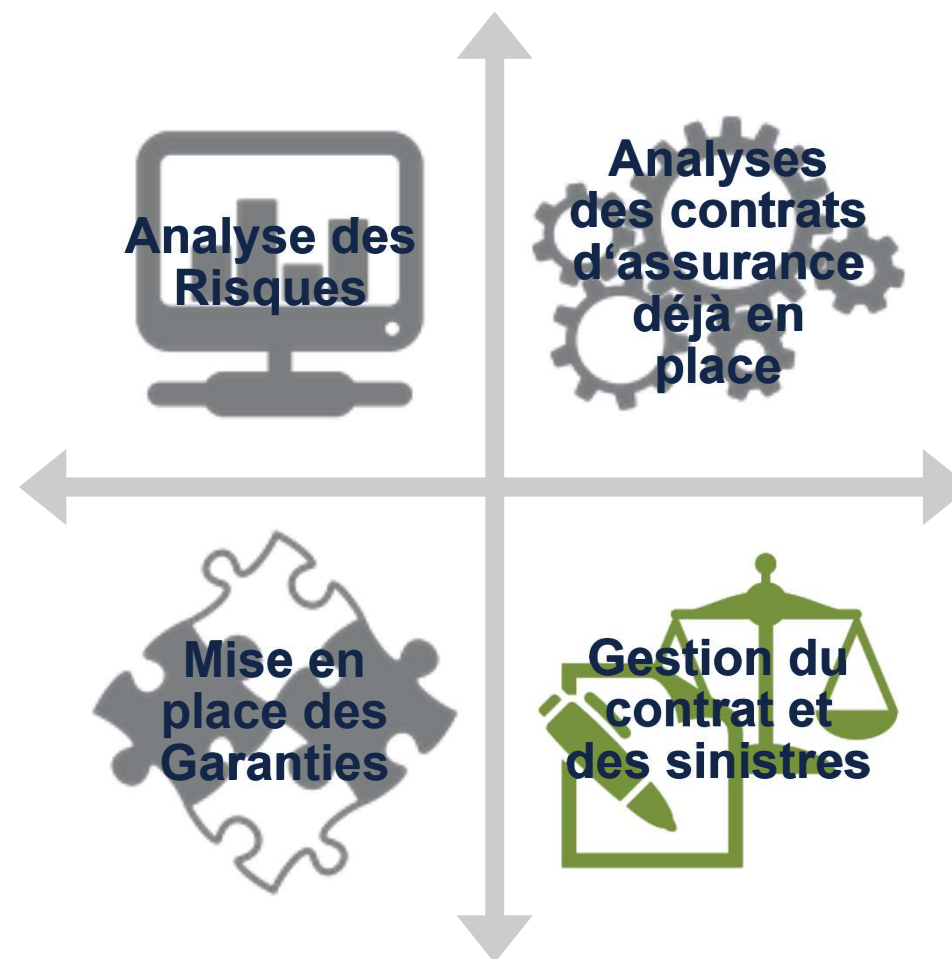 Analyse des
Risques
Analyses
des contrats
d‘assurance
déjà en
place
Mise en
place des
Garanties
Gestion du
contrat et
des sinistres